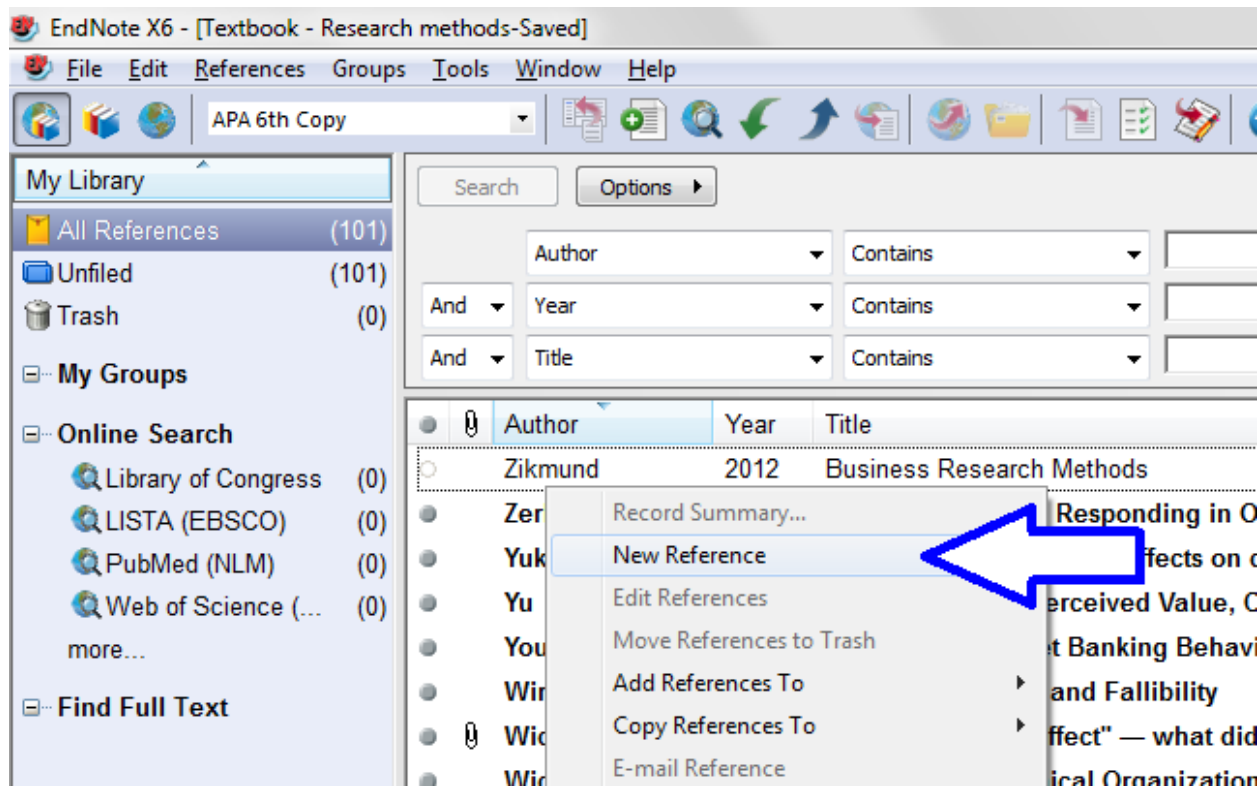 EndNote X6 - [Textbook - Research methods-Saved]
File Edit References Groups Tools Window Help
APA 6th Copy
My Library
All References (101)
Unfiled (101)
Trash (0)
My Groups
Online Search
Library of Congress (0)
LISTA (EBSCO) (0)
PubMed (NLM) (0)
Web of Science (... (0)
more...
Find Full Text
Search Options
Author Contains
And Year Contains
And Title Contains
Author Year Title
Zikmund 2012 Business Research Methods
Zer Responding in O
Yuk fects on
Yu erceived Value, C
You t Banking Behavi
Wir and Fallibility
Wic ffect" — what did
Wic ical Organization
Record Summary...
New Reference
Edit References
Move References to Trash
Add References To
Copy References To
E-mail Reference